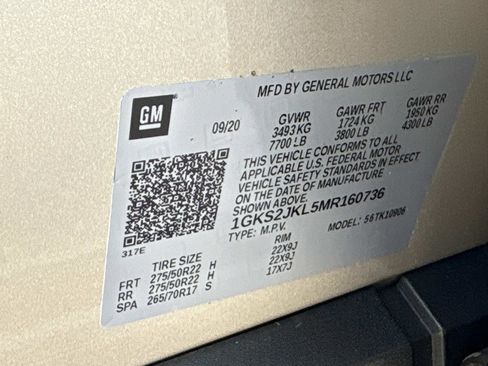 GM
MFD BY GENERAL MOTORS LLC
09/20
GVWR GAWR FRT GAWR RR
3493 KG 1724 KG 1950 KG
7700 LB 3800 LB 4300 LB
THIS VEHICLE CONFORMS TO ALL
APPLICABLE U.S. FEDERAL MOTOR
VEHICLE SAFETY STANDARDS IN EFFECT
ON THE DATE OF MANUFACTURE
SHOWN ABOVE.
1GKS2JKL5MR160736
TYPE: M.P.V. MODEL: 56TK10906
317E
TIRE SIZE RIM
FRT 275/50R22 H 22X9J
RR 275/50R22 H 22X9J
SPA 265/70R17 S 17X7J